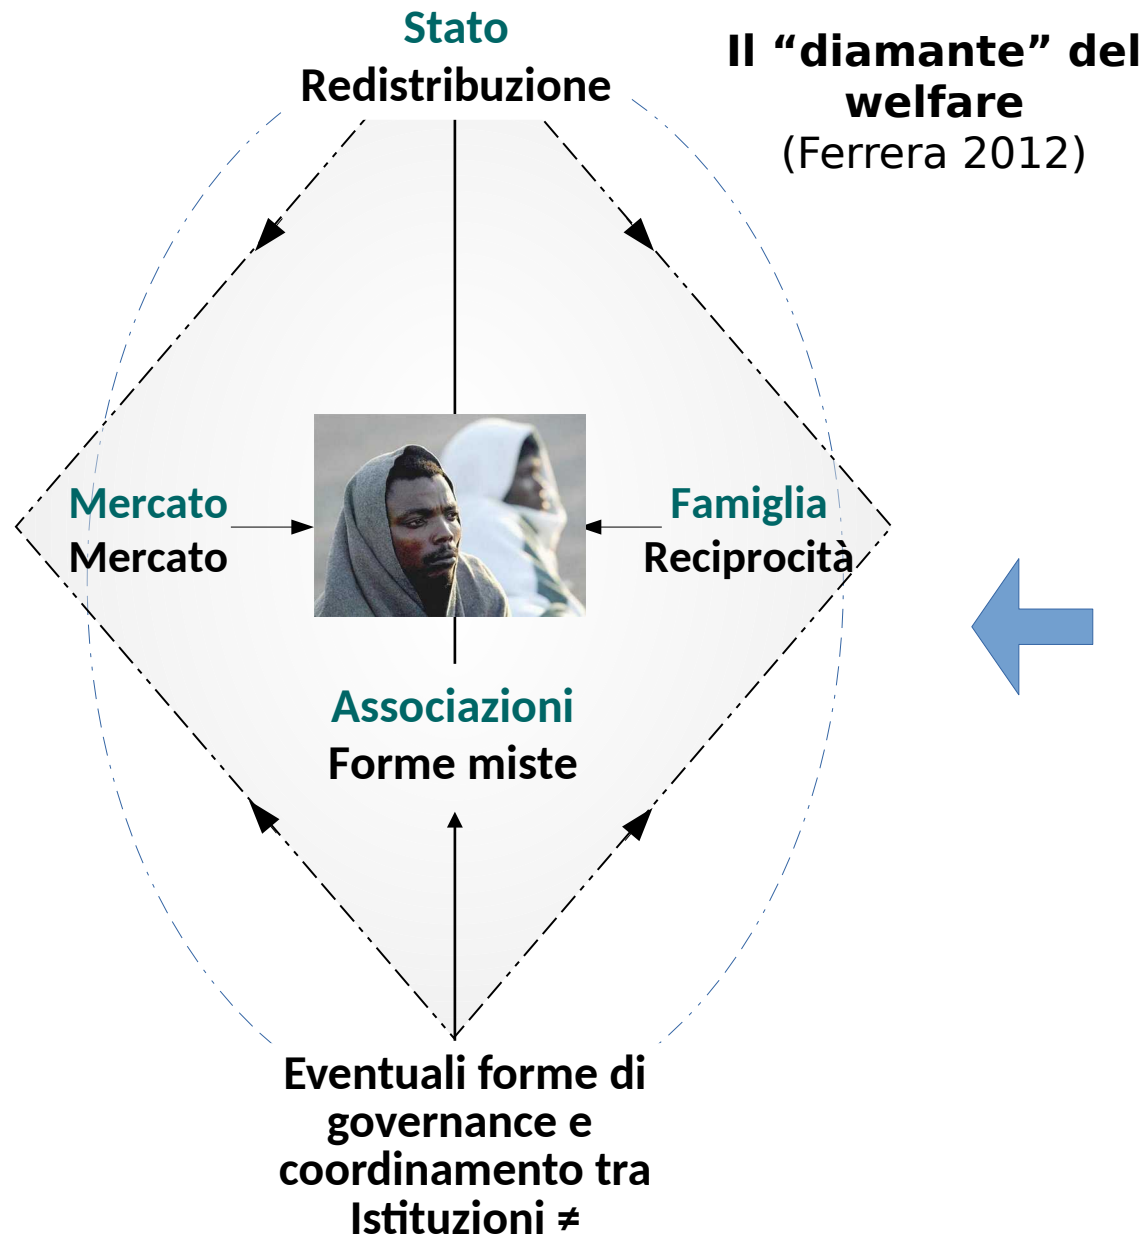 Stato
Redistribuzione
Il “diamante” del
welfare
(Ferrera 2012)
Mercato
Mercato
Famiglia
Reciprocità
Associazioni
Forme miste
Eventuali forme di
governance e
coordinamento tra
Istituzioni ≠